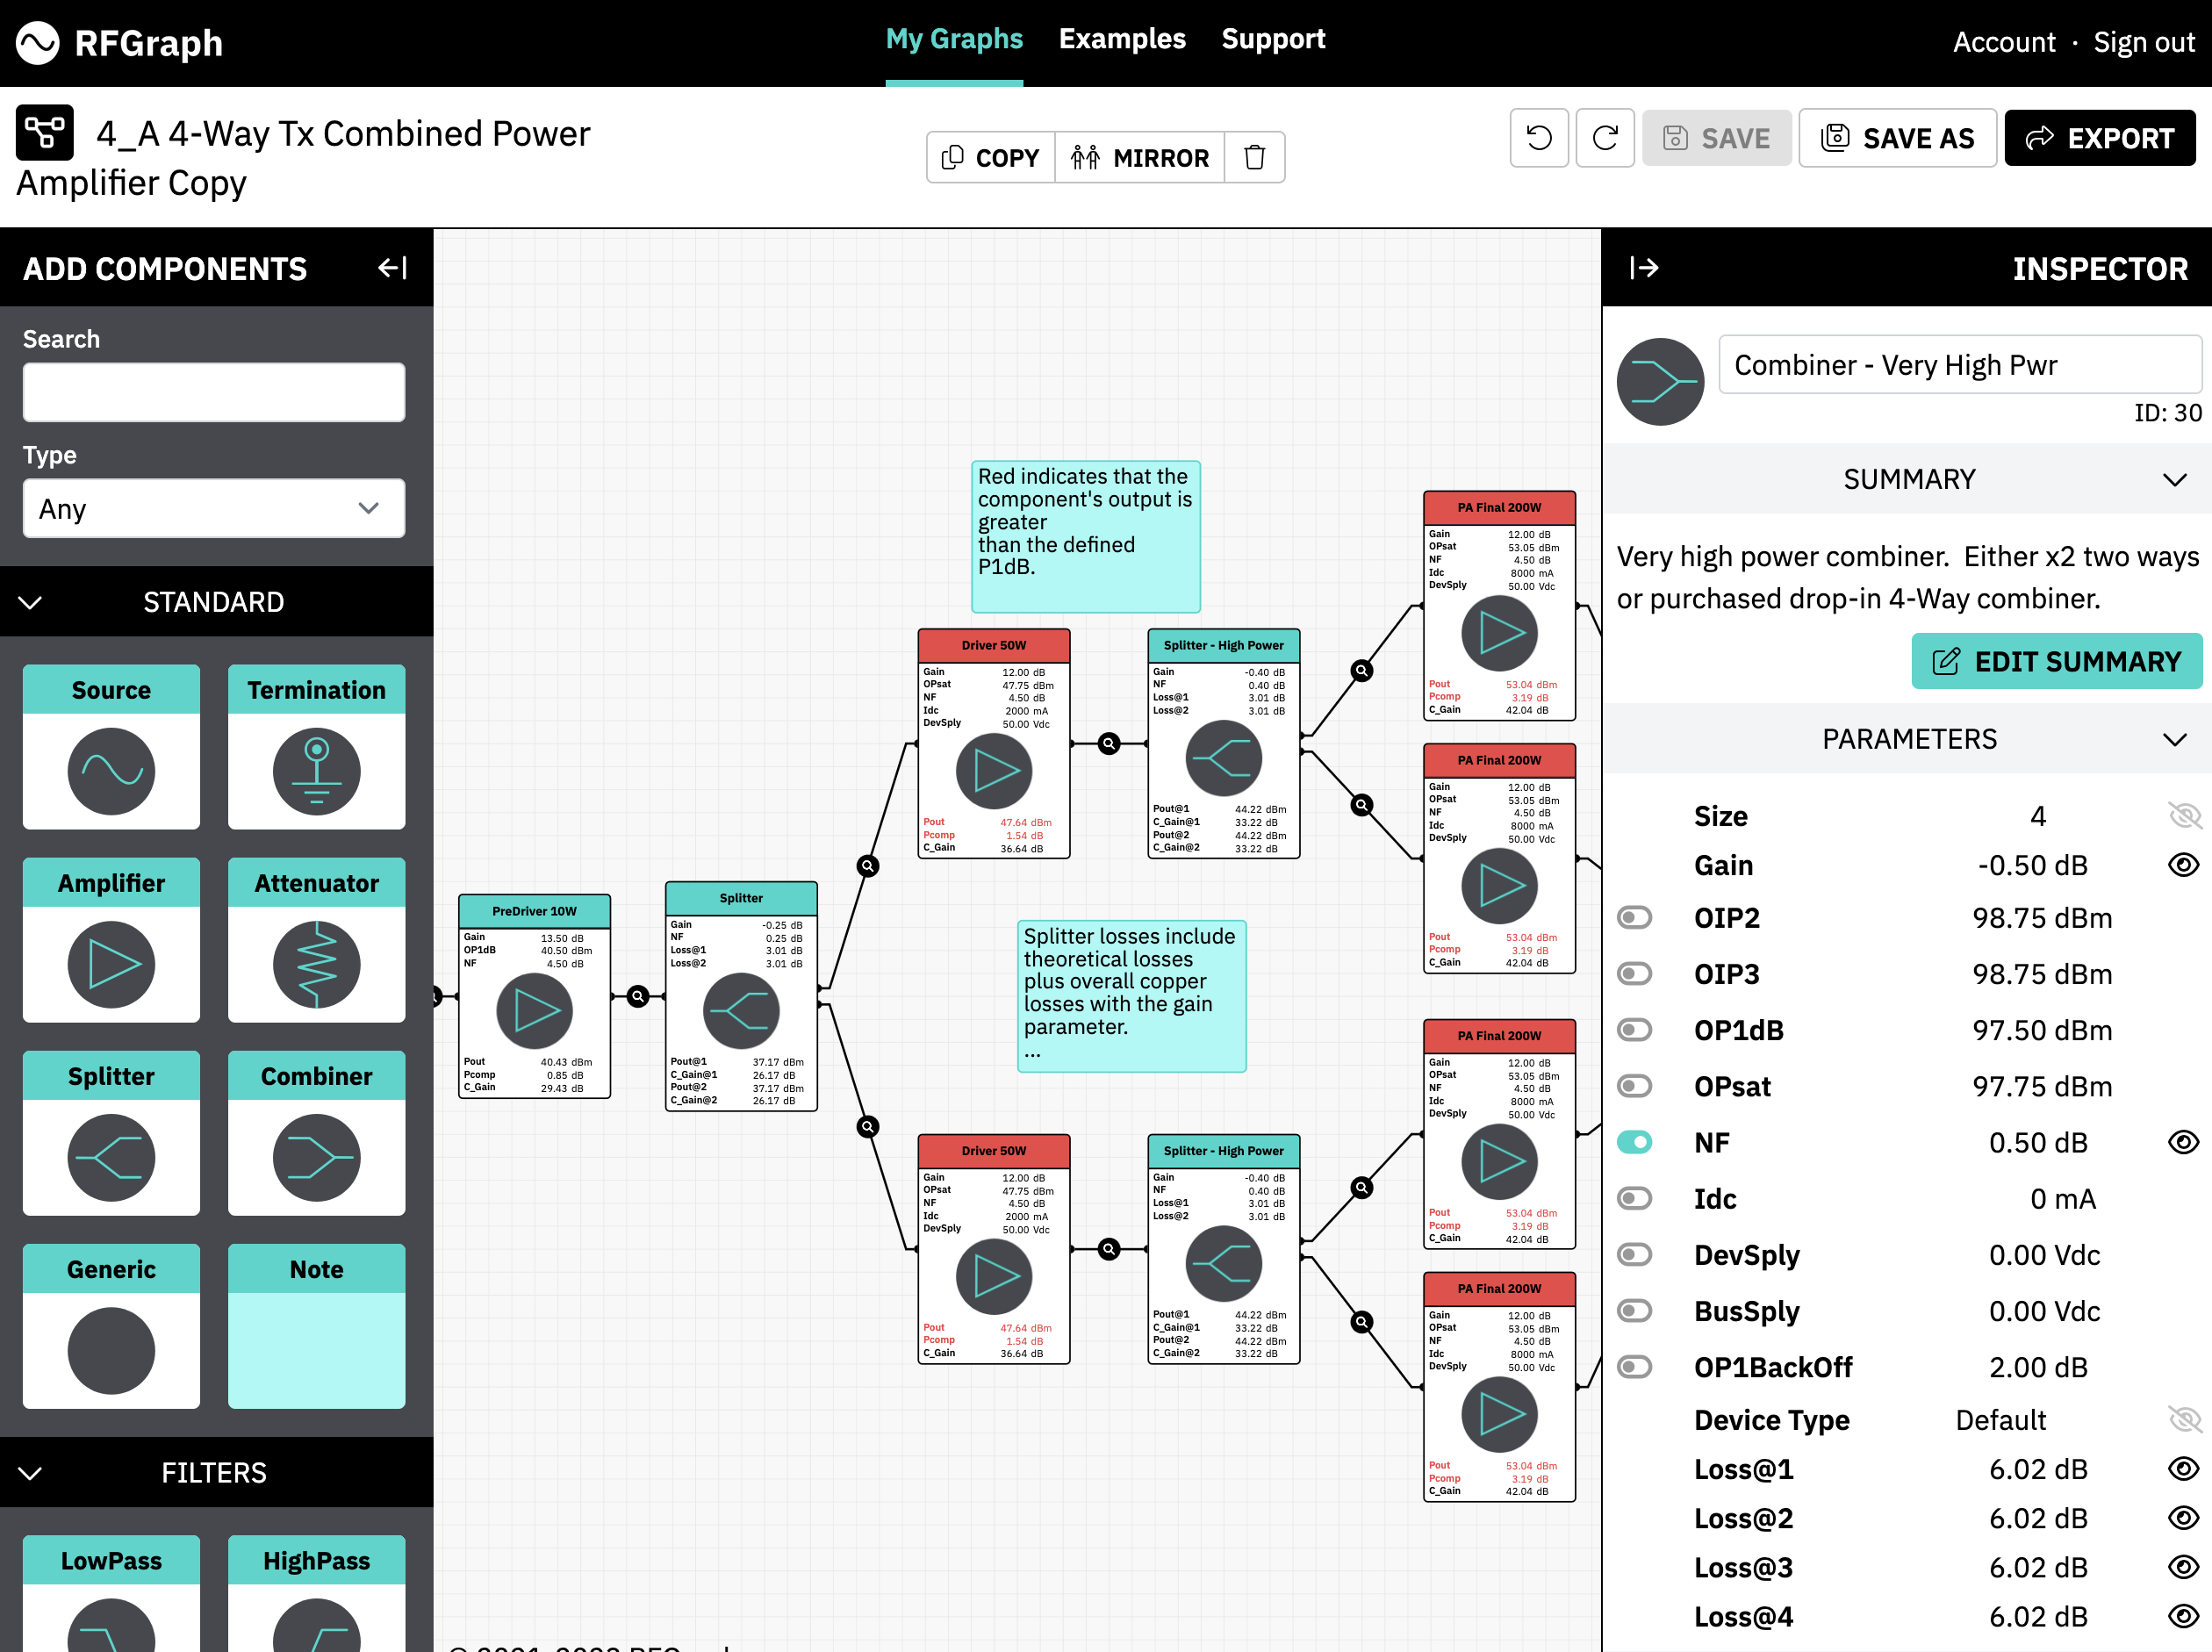 RFGraph
My Graphs
Examples
Support
Account · Sign out
4_A 4-Way Tx Combined Power
Amplifier Copy
COPY
MIRROR
SAVE
SAVE AS
EXPORT
ADD COMPONENTS
Search
Type
Any
STANDARD
Source
Termination
Amplifier
Attenuator
Splitter
Combiner
Generic
Note
FILTERS
LowPass
HighPass
Red indicates that the
component's output is
greater
than the defined
P1dB.
PreDriver 10W
Gain 13.50 dB
OP1dB 40.50 dBm
NF 4.50 dB
Pout 40.43 dBm
Pcomp 0.85 dB
C_Gain 29.43 dB
Splitter
Gain -0.25 dB
NF 0.25 dB
Loss@1 3.01 dB
Loss@2 3.01 dB
Pout@1 37.17 dBm
C_Gain@1 26.17 dB
Pout@2 37.17 dBm
C_Gain@2 26.17 dB
Driver 50W
Gain 12.00 dB
OPsat 47.75 dBm
NF 4.50 dB
Idc 2000 mA
DevSply 50.00 Vdc
Pout 47.64 dBm
Pcomp 1.54 dB
C_Gain 36.64 dB
Splitter - High Power
Gain -0.40 dB
NF 0.40 dB
Loss@1 3.01 dB
Loss@2 3.01 dB
Pout@1 44.22 dBm
C_Gain@1 33.22 dB
Pout@2 44.22 dBm
C_Gain@2 33.22 dB
PA Final 200W
Gain 12.00 dB
OPsat 53.05 dBm
NF 4.50 dB
Idc 8000 mA
DevSply 50.00 Vdc
Pout 53.04 dBm
Pcomp 3.19 dB
C_Gain 42.04 dB
PA Final 200W
Gain 12.00 dB
OPsat 53.05 dBm
NF 4.50 dB
Idc 8000 mA
DevSply 50.00 Vdc
Pout 53.04 dBm
Pcomp 3.19 dB
C_Gain 42.04 dB
Splitter losses include
theoretical losses
plus overall copper
losses with the gain
parameter.
...
Driver 50W
Gain 12.00 dB
OPsat 47.75 dBm
NF 4.50 dB
Idc 2000 mA
DevSply 50.00 Vdc
Pout 47.64 dBm
Pcomp 1.54 dB
C_Gain 36.64 dB
Splitter - High Power
Gain -0.40 dB
NF 0.40 dB
Loss@1 3.01 dB
Loss@2 3.01 dB
Pout@1 44.22 dBm
C_Gain@1 33.22 dB
Pout@2 44.22 dBm
C_Gain@2 33.22 dB
PA Final 200W
Gain 12.00 dB
OPsat 53.05 dBm
NF 4.50 dB
Idc 8000 mA
DevSply 50.00 Vdc
Pout 53.04 dBm
Pcomp 3.19 dB
C_Gain 42.04 dB
PA Final 200W
Gain 12.00 dB
OPsat 53.05 dBm
NF 4.50 dB
Idc 8000 mA
DevSply 50.00 Vdc
Pout 53.04 dBm
Pcomp 3.19 dB
C_Gain 42.04 dB
INSPECTOR
Combiner - Very High Pwr
ID: 30
SUMMARY
Very high power combiner. Either x2 two ways
or purchased drop-in 4-Way combiner.
EDIT SUMMARY
PARAMETERS
Size 4
Gain -0.50 dB
OIP2 98.75 dBm
OIP3 98.75 dBm
OP1dB 97.50 dBm
OPsat 97.75 dBm
NF 0.50 dB
Idc 0 mA
DevSply 0.00 Vdc
BusSply 0.00 Vdc
OP1BackOff 2.00 dB
Device Type Default
Loss@1 6.02 dB
Loss@2 6.02 dB
Loss@3 6.02 dB
Loss@4 6.02 dB